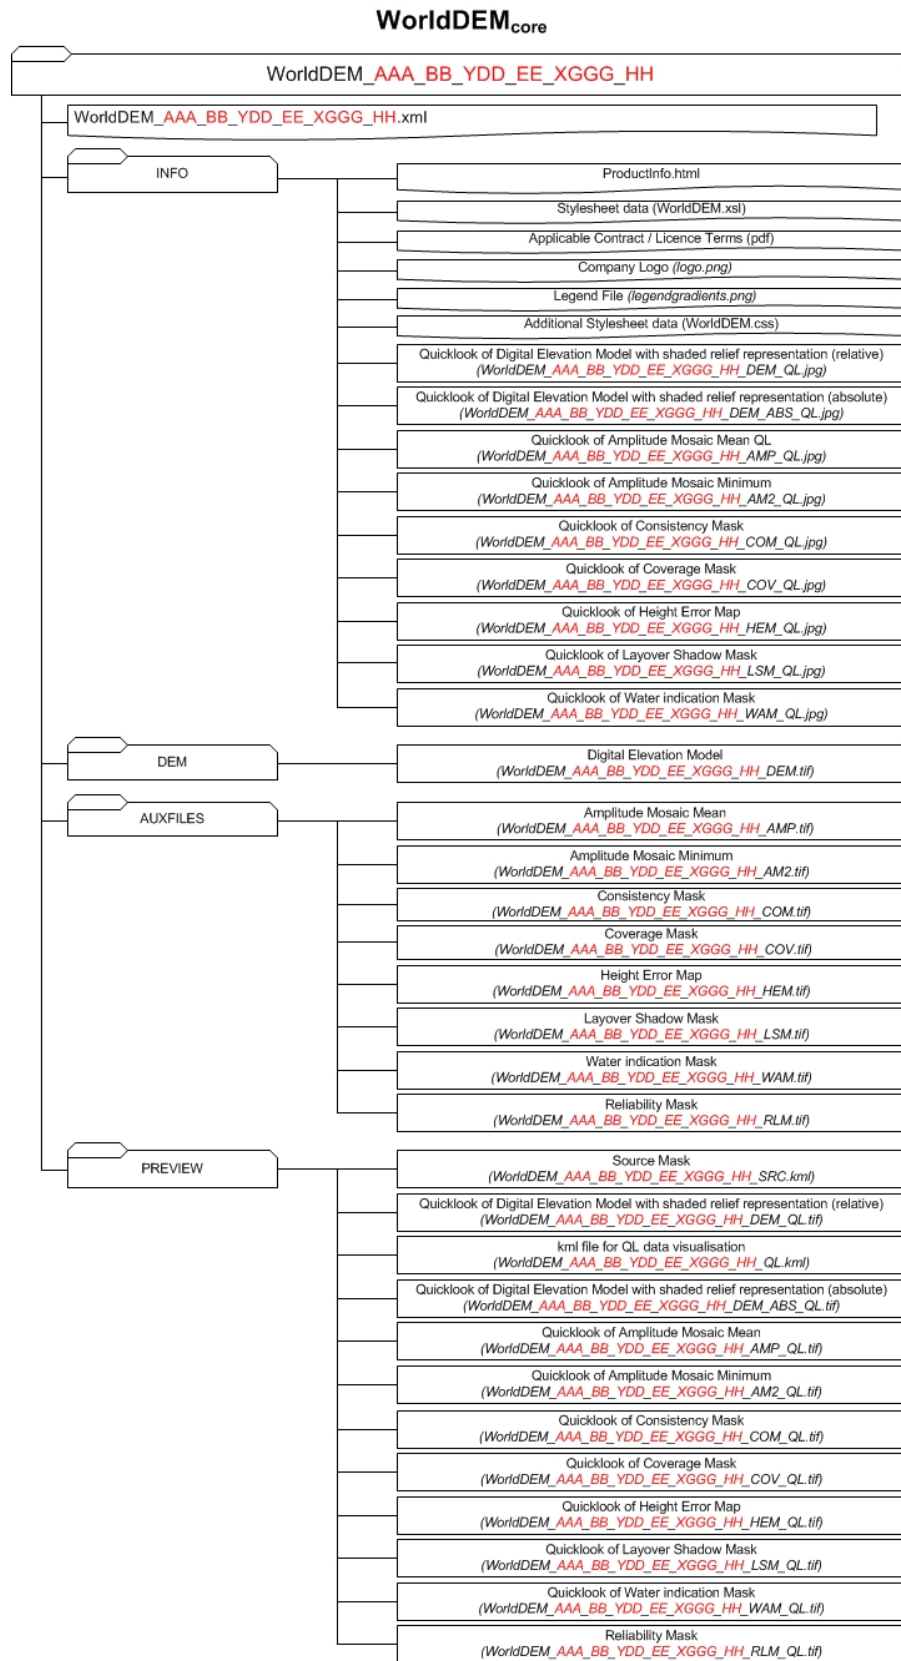 WorldDEMcore
WorldDEM_AAA_BB_YDD_EE_XGGG_HH
WorldDEM_AAA_BB_YDD_EE_XGGG_HH.xml
INFO
ProductInfo.html
Stylesheet data (WorldDEM.xsl)
Applicable Contract / Licence Terms (pdf)
Company Logo (logo.png)
Legend File (legendgradients.png)
Additional Stylesheet data (WorldDEM.css)
Quicklook of Digital Elevation Model with shaded relief representation (relative)
(WorldDEM_AAA_BB_YDD_EE_XGGG_HH_DEM_QL.jpg)
Quicklook of Digital Elevation Model with shaded relief representation (absolute)
(WorldDEM_AAA_BB_YDD_EE_XGGG_HH_DEM_ABS_QL.jpg)
Quicklook of Amplitude Mosaic Mean QL
(WorldDEM_AAA_BB_YDD_EE_XGGG_HH_AMP_QL.jpg)
Quicklook of Amplitude Mosaic Minimum
(WorldDEM_AAA_BB_YDD_EE_XGGG_HH_AM2_QL.jpg)
Quicklook of Consistency Mask
(WorldDEM_AAA_BB_YDD_EE_XGGG_HH_COM_QL.jpg)
Quicklook of Coverage Mask
(WorldDEM_AAA_BB_YDD_EE_XGGG_HH_COV_QL.jpg)
Quicklook of Height Error Map
(WorldDEM_AAA_BB_YDD_EE_XGGG_HH_HEM_QL.jpg)
Quicklook of Layover Shadow Mask
(WorldDEM_AAA_BB_YDD_EE_XGGG_HH_LSM_QL.jpg)
Quicklook of Water indication Mask
(WorldDEM_AAA_BB_YDD_EE_XGGG_HH_WAM_QL.jpg)
DEM
Digital Elevation Model
(WorldDEM_AAA_BB_YDD_EE_XGGG_HH_DEM.tif)
AUXFILES
Amplitude Mosaic Mean
(WorldDEM_AAA_BB_YDD_EE_XGGG_HH_AMP.tif)
Amplitude Mosaic Minimum
(WorldDEM_AAA_BB_YDD_EE_XGGG_HH_AM2.tif)
Consistency Mask
(WorldDEM_AAA_BB_YDD_EE_XGGG_HH_COM.tif)
Coverage Mask
(WorldDEM_AAA_BB_YDD_EE_XGGG_HH_COV.tif)
Height Error Map
(WorldDEM_AAA_BB_YDD_EE_XGGG_HH_HEM.tif)
Layover Shadow Mask
(WorldDEM_AAA_BB_YDD_EE_XGGG_HH_LSM.tif)
Water indication Mask
(WorldDEM_AAA_BB_YDD_EE_XGGG_HH_WAM.tif)
Reliability Mask
(WorldDEM_AAA_BB_YDD_EE_XGGG_HH_RLM.tif)
PREVIEW
Source Mask
(WorldDEM_AAA_BB_YDD_EE_XGGG_HH_SRC.kml)
Quicklook of Digital Elevation Model with shaded relief representation (relative)
(WorldDEM_AAA_BB_YDD_EE_XGGG_HH_DEM_QL.tif)
kml file for QL data visualisation
(WorldDEM_AAA_BB_YDD_EE_XGGG_HH_QL.kml)
Quicklook of Digital Elevation Model with shaded relief representation (absolute)
(WorldDEM_AAA_BB_YDD_EE_XGGG_HH_DEM_ABS_QL.tif)
Quicklook of Amplitude Mosaic Mean
(WorldDEM_AAA_BB_YDD_EE_XGGG_HH_AMP_QL.tif)
Quicklook of Amplitude Mosaic Minimum
(WorldDEM_AAA_BB_YDD_EE_XGGG_HH_AM2_QL.tif)
Quicklook of Consistency Mask
(WorldDEM_AAA_BB_YDD_EE_XGGG_HH_COM_QL.tif)
Quicklook of Coverage Mask
(WorldDEM_AAA_BB_YDD_EE_XGGG_HH_COV_QL.tif)
Quicklook of Height Error Map
(WorldDEM_AAA_BB_YDD_EE_XGGG_HH_HEM_QL.tif)
Quicklook of Layover Shadow Mask
(WorldDEM_AAA_BB_YDD_EE_XGGG_HH_LSM_QL.tif)
Quicklook of Water indication Mask
(WorldDEM_AAA_BB_YDD_EE_XGGG_HH_WAM_QL.tif)
Reliability Mask
(WorldDEM_AAA_BB_YDD_EE_XGGG_HH_RLM_QL.tif)